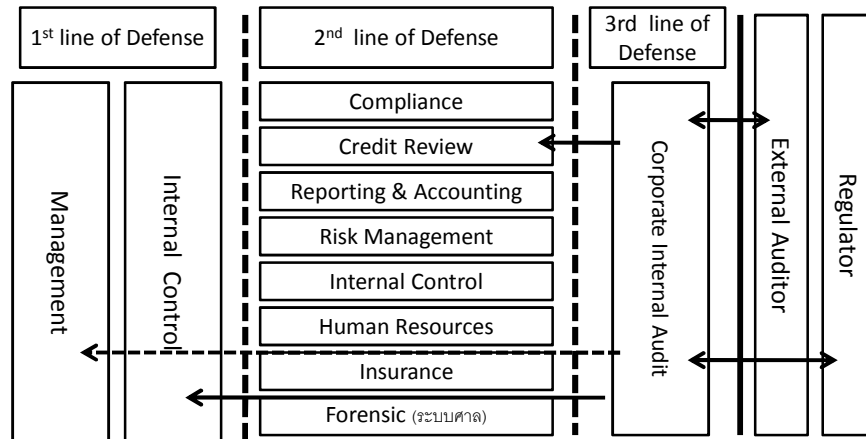 1st line of Defense
2nd line of Defense
3rd line of
Defense
Management
Internal Control
Compliance
Credit Review
Reporting & Accounting
Risk Management
Internal Control
Human Resources
Insurance
Forensic (ระบบศาล)
Corporate Internal Audit
External Auditor
Regulator